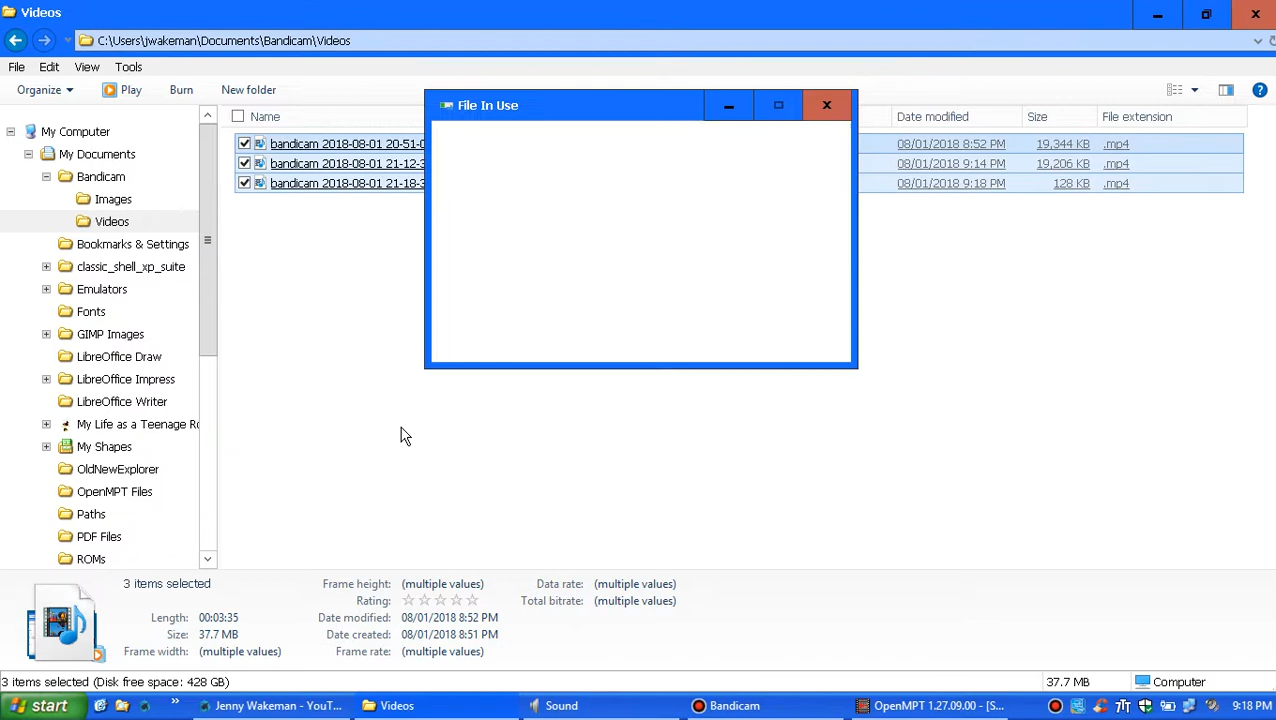 Videos
C:\Users\jwakeman\Documents\Bandicam\Videos
File Edit View Tools
Organize Play Burn New folder
File In Use
Name Date modified Size File extension
bandicam 2018-08-01 20-51-0 08/01/2018 8:52 PM 19,344 KB .mp4
bandicam 2018-08-01 21-12-3 08/01/2018 9:14 PM 19,206 KB .mp4
bandicam 2018-08-01 21-18-3 08/01/2018 9:18 PM 128 KB .mp4
My Computer
My Documents
Bandicam
Images
Videos
Bookmarks & Settings
classic_shell_xp_suite
Emulators
Fonts
GIMP Images
LibreOffice Draw
LibreOffice Impress
LibreOffice Writer
My Life as a Teenage Ro
My Shapes
OldNewExplorer
OpenMPT Files
Paths
PDF Files
ROMs
3 items selected Frame height: (multiple values) Data rate: (multiple values)
Rating: Total bitrate: (multiple values)
Length: 00:03:35 Date modified: 08/01/2018 8:52 PM
Size: 37.7 MB Date created: 08/01/2018 8:51 PM
Frame width: (multiple values) Frame rate: (multiple values)
3 items selected (Disk free space: 428 GB) 37.7 MB Computer
start Jenny Wakeman - YouT... Videos Sound Bandicam OpenMPT 1.27.09.00 - [S... 9:18 PM